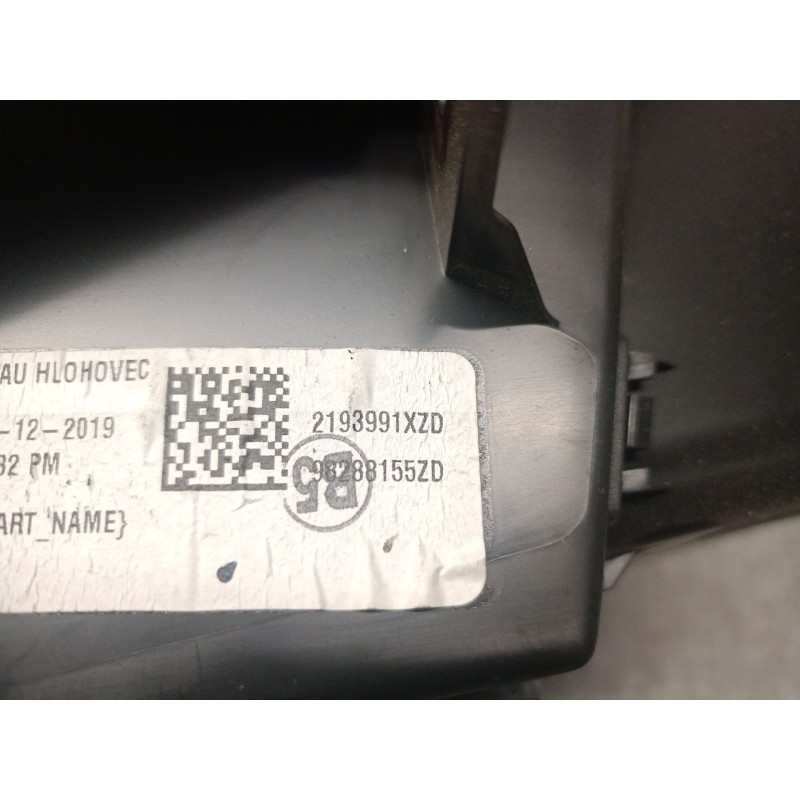 AU HLOHOVEC
-12-2019
32 PM
ART_NAME}
2193991XZD
98288155ZD
B5